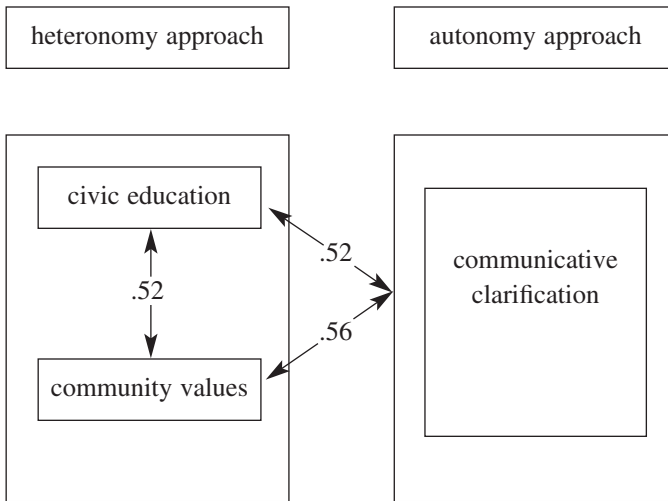 heteronomy approach
autonomy approach
civic education
.52
communicative
clarification
.52
.56
community values